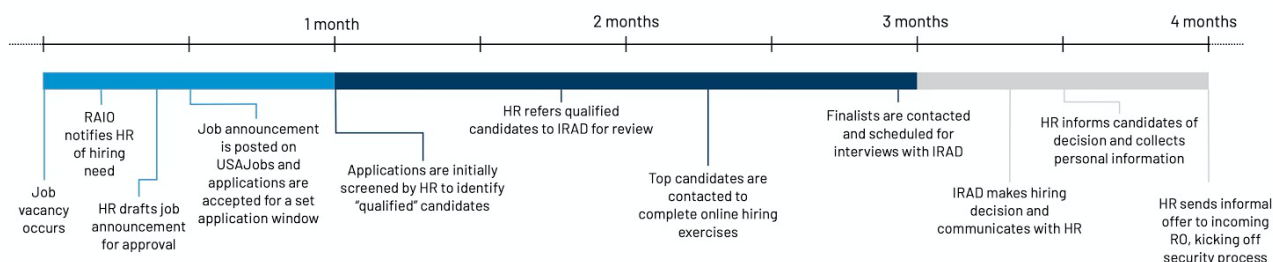 1 month
2 months
3 months
4 months
Job
vacancy
occurs
RAIO
notifies HR
of hiring
need
HR drafts job
announcement
for approval
Job announcement
is posted on
USAJobs and
applications are
accepted for a set
application window
Applications are initially
screened by HR to identify
“qualified” candidates
HR refers qualified
candidates to IRAD for review
Top candidates are
contacted to
complete online hiring
exercises
Finalists are contacted
and scheduled for
interviews with IRAD
IRAD makes hiring
decision and
communicates with HR
HR informs candidates of
decision and collects
personal information
HR sends informal
offer to incoming
RO, kicking off
security process